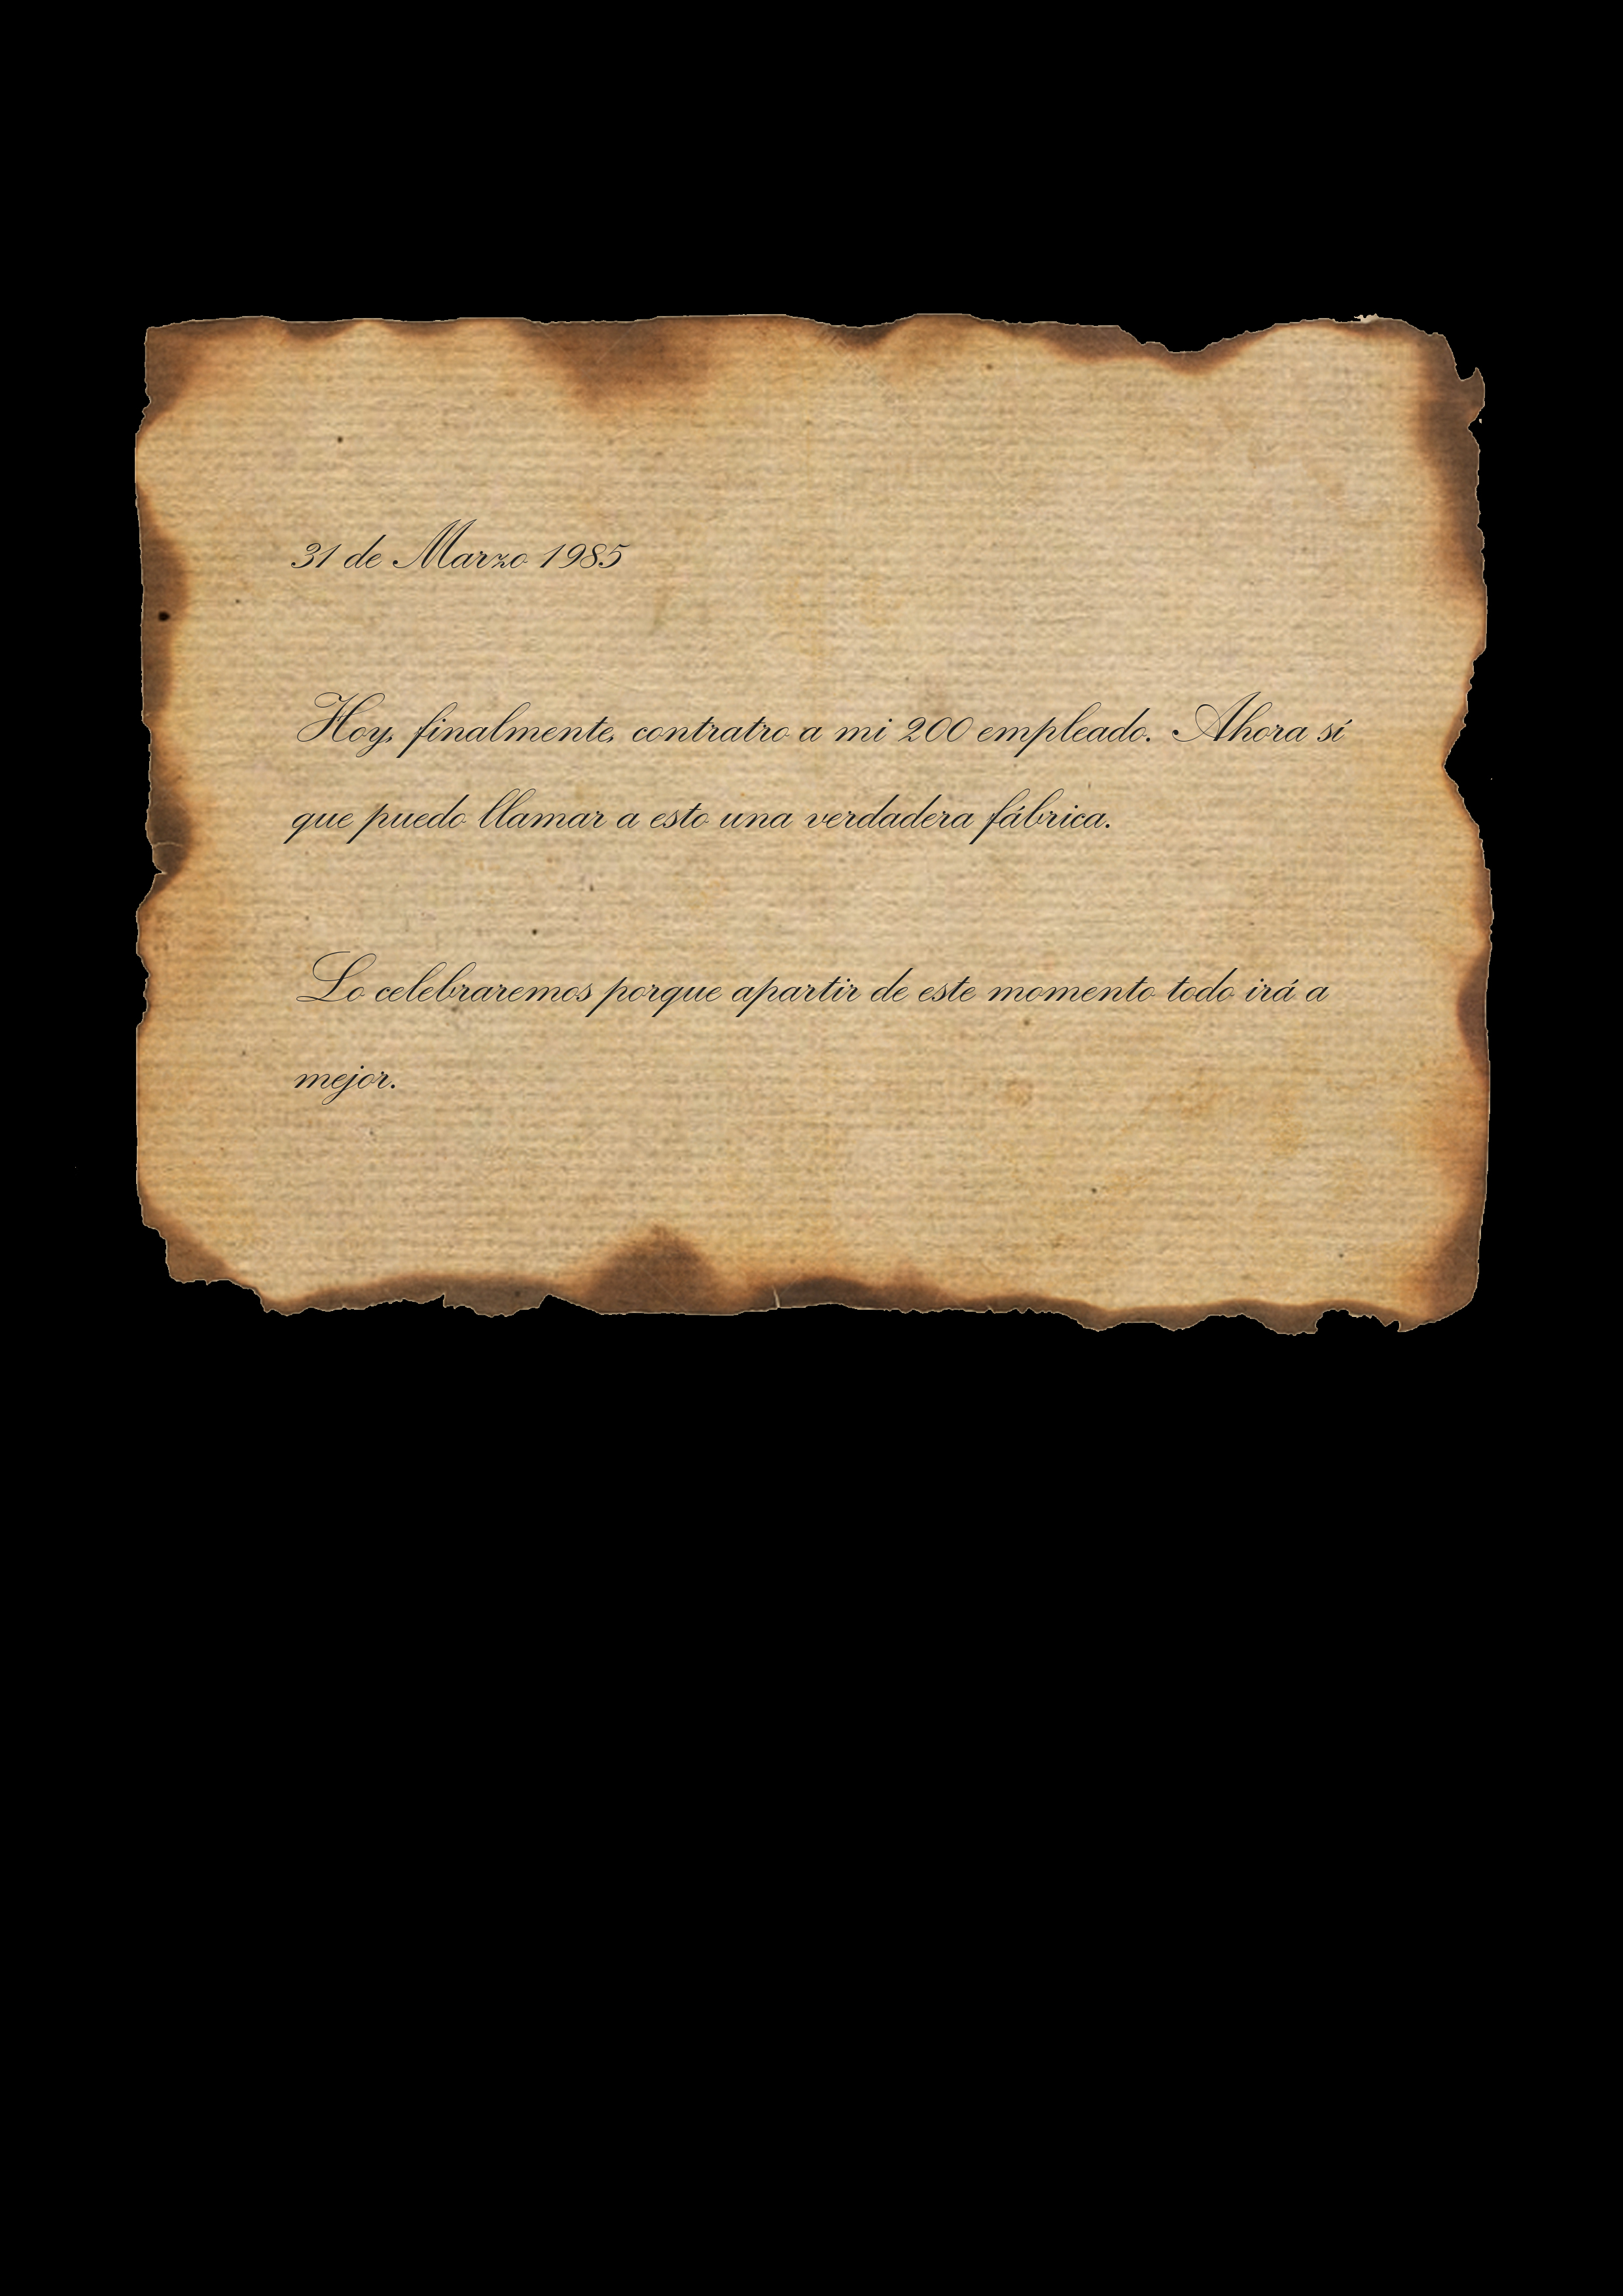 31 de Marzo 1985
Hoy, finalmente, contratro a mi 200 empleado. Ahora sí
que puedo llamar a esto una verdadera fábrica.
Lo celebraremos porque apartir de este momento todo irá a
mejor.